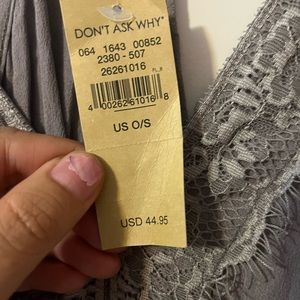 DON'T ASK WHY®
064 1643 00852
2380 - 507
26261016
4 00262 61016 8
US O/S
USD 44.95